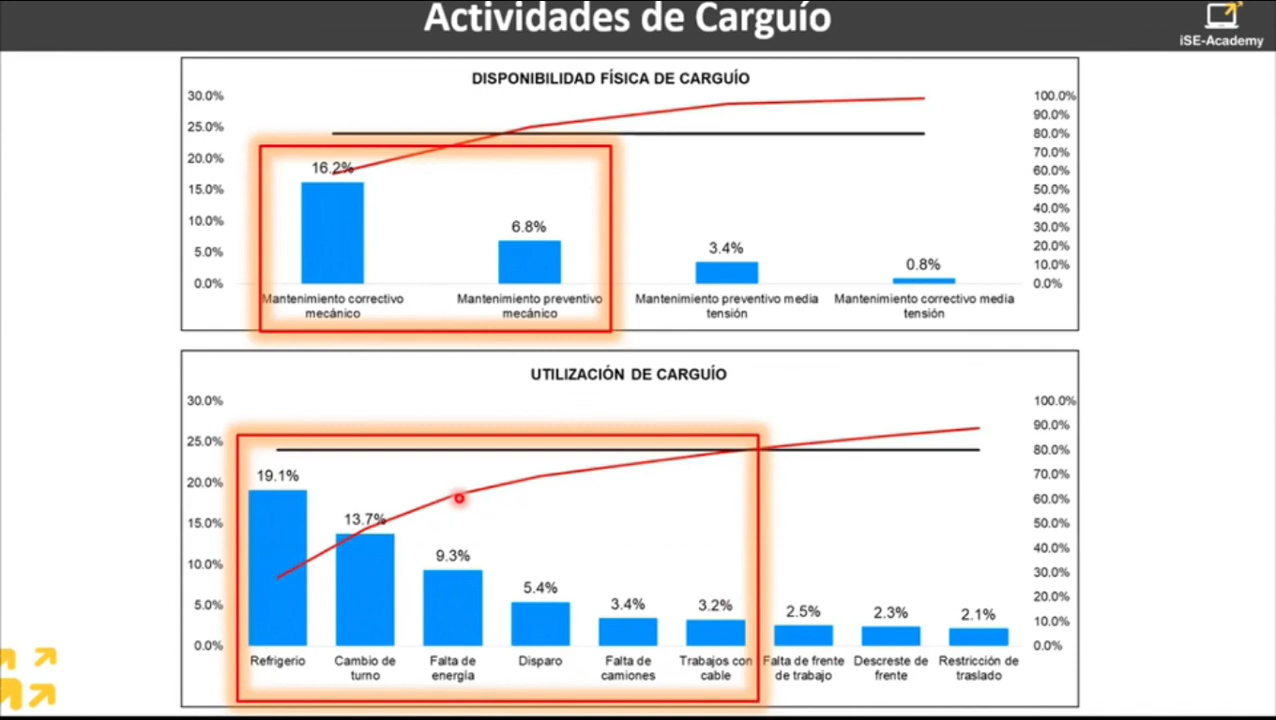 Actividades de Carguío
iSE-Academy
DISPONIBILIDAD FÍSICA DE CARGUÍO
30.0%
25.0%
20.0%
15.0%
10.0%
5.0%
0.0%
100.0%
90.0%
80.0%
70.0%
60.0%
50.0%
40.0%
30.0%
20.0%
10.0%
0.0%
16.2%
6.8%
3.4%
0.8%
Mantenimiento correctivo
mecánico
Mantenimiento preventivo
mecánico
Mantenimiento preventivo media
tensión
Mantenimiento correctivo media
tensión
UTILIZACIÓN DE CARGUÍO
30.0%
25.0%
20.0%
15.0%
10.0%
5.0%
0.0%
100.0%
90.0%
80.0%
70.0%
60.0%
50.0%
40.0%
30.0%
20.0%
10.0%
0.0%
19.1%
13.7%
9.3%
5.4%
3.4%
3.2%
2.5%
2.3%
2.1%
Refrigerio
Cambio de
turno
Falta de
energía
Disparo
Falta de
camiones
Trabajos con
cable
Falta de frente
de trabajo
Descreste de
frente
Restricción de
traslado